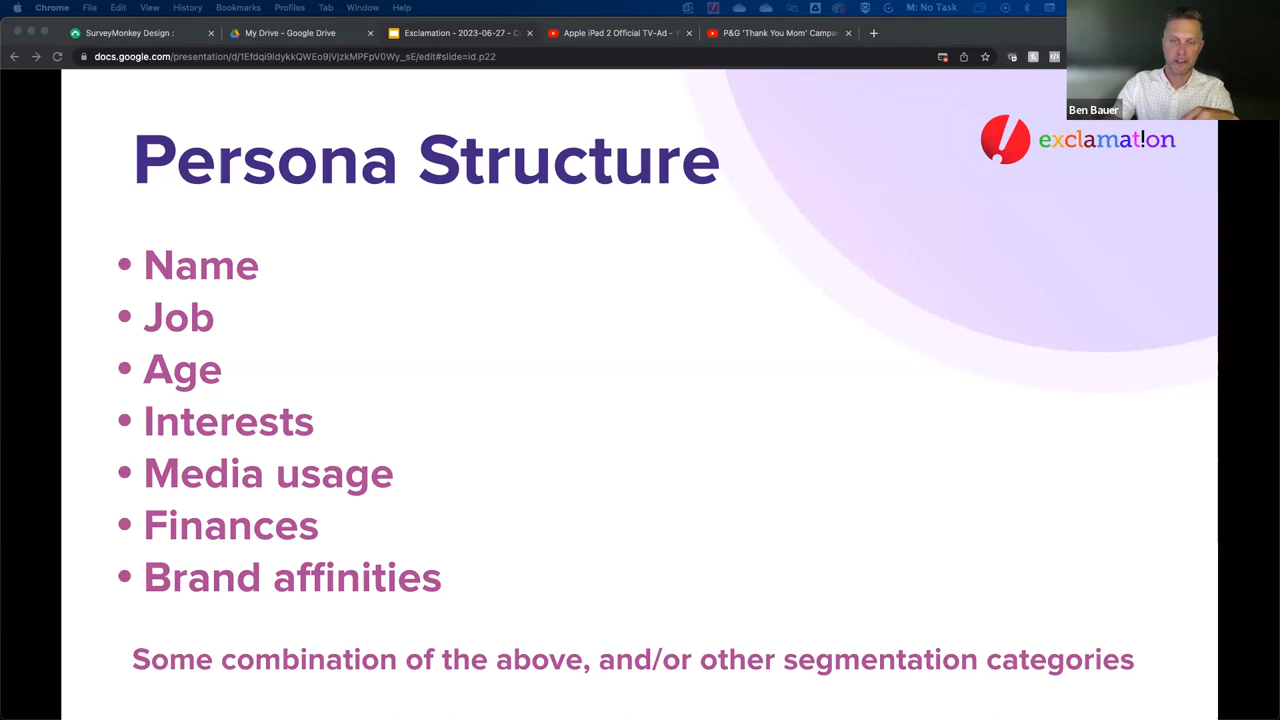 Chrome File Edit View History Bookmarks Profiles Tab Window Help
M: No Task
SurveyMonkey Design :
My Drive - Google Drive
Exclamation - 2023-06-27 - C
Apple iPad 2 Official TV-Ad - Y
P&G 'Thank You Mom' Campai
docs.google.com/presentation/d/1Efdqi9ldykkQWEo9jVjzkMPFpV0Wy_sE/edit#slide=id.p22
Ben Bauer
exclamat!on
Persona Structure
• Name
• Job
• Age
• Interests
• Media usage
• Finances
• Brand affinities
Some combination of the above, and/or other segmentation categories